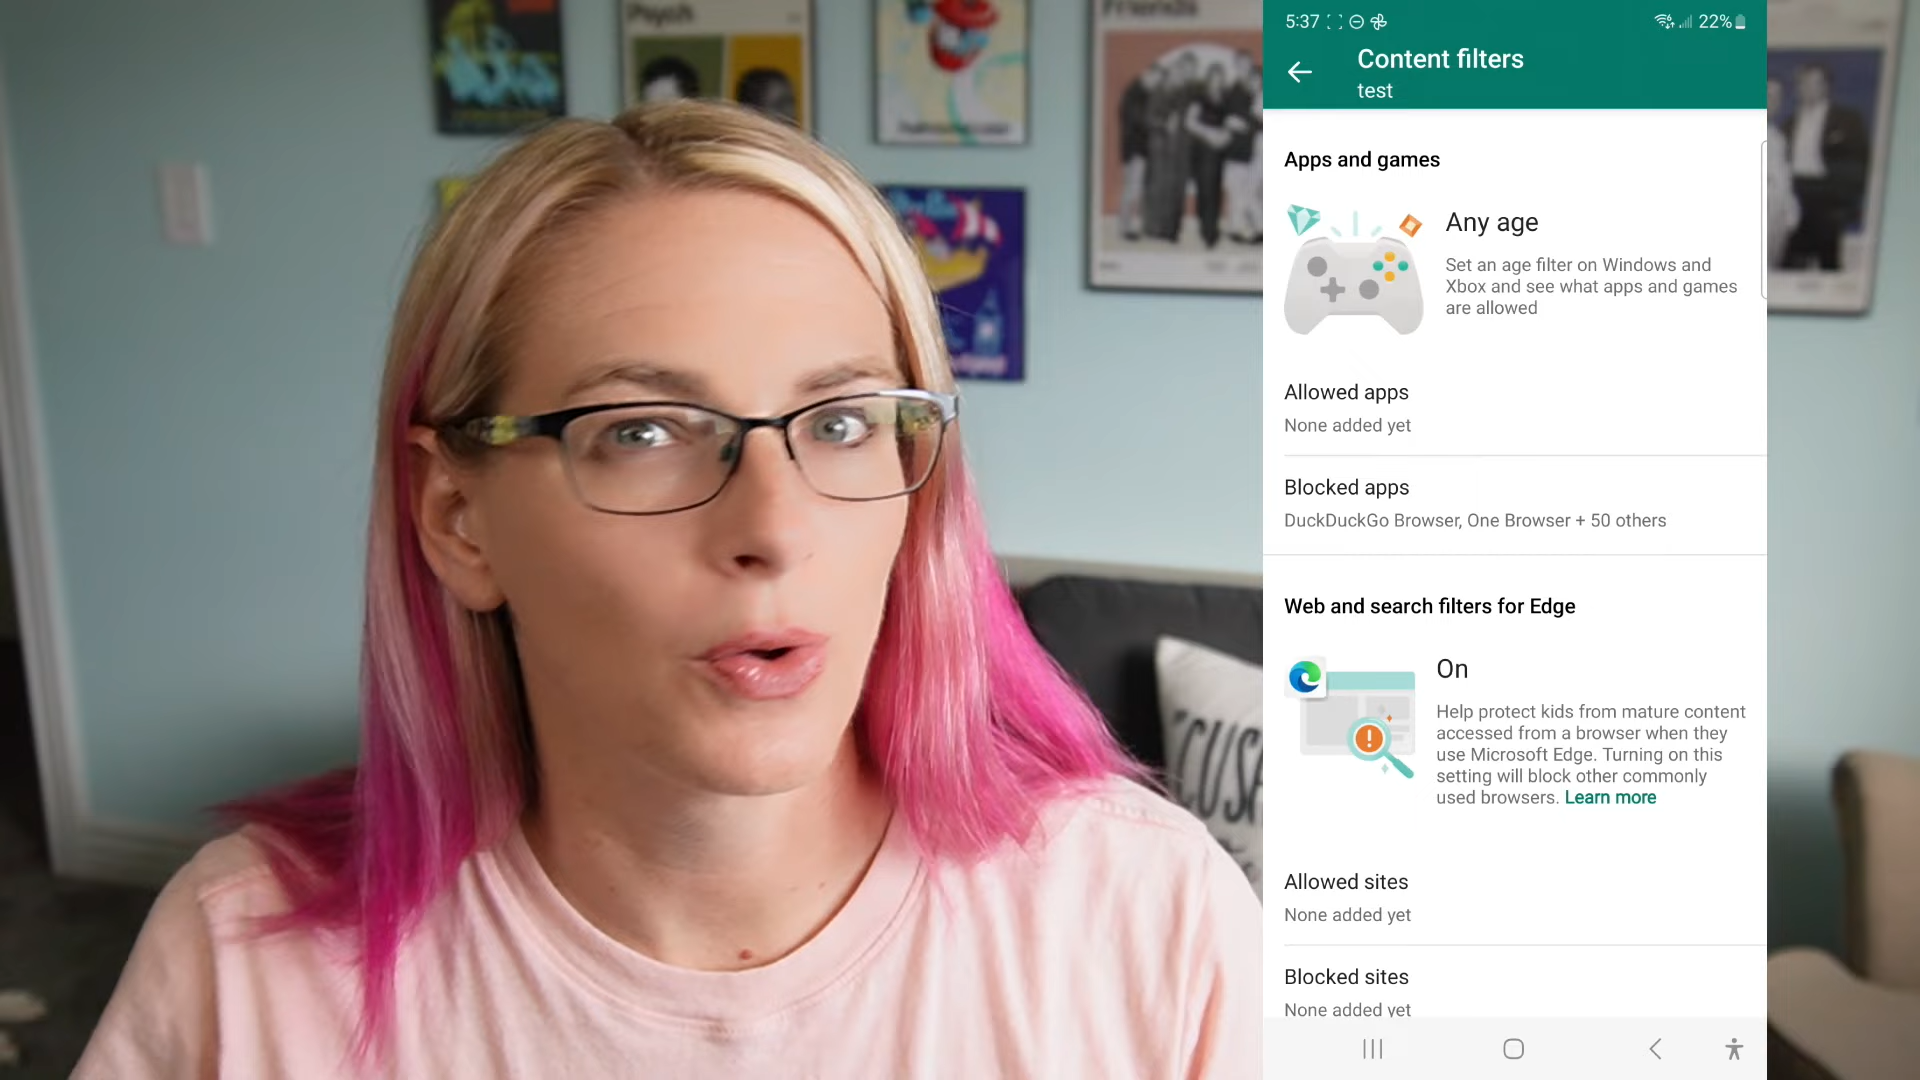 Psych
Friends
5:37
22%
Content filters
test
Apps and games
Any age
Set an age filter on Windows and
Xbox and see what apps and games
are allowed
Allowed apps
None added yet
Blocked apps
DuckDuckGo Browser, One Browser + 50 others
Web and search filters for Edge
On
Help protect kids from mature content
accessed from a browser when they
use Microsoft Edge. Turning on this
setting will block other commonly
used browsers. Learn more
Allowed sites
None added yet
Blocked sites
None added yet